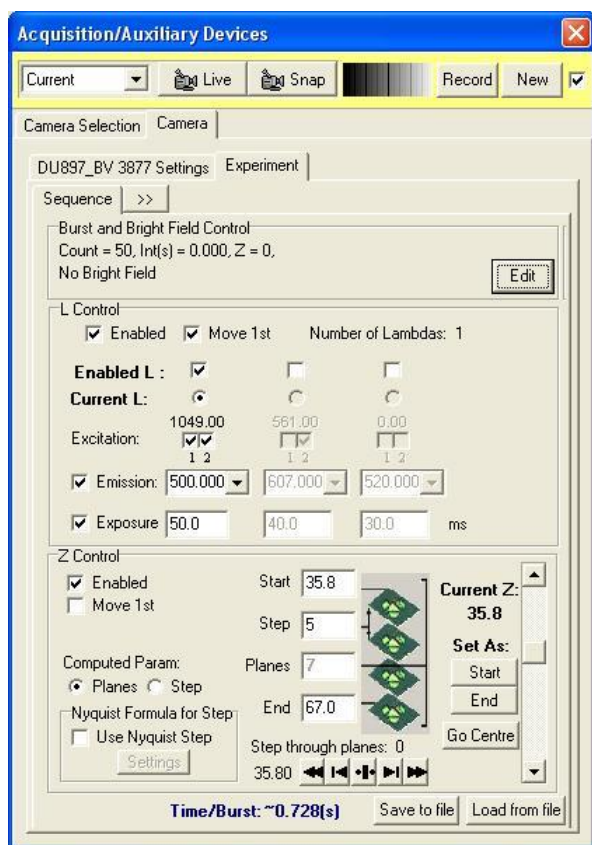 Acquisition/Auxiliary Devices
Current Live Snap Record New
Camera Selection Camera
DU897_BV 3877 Settings Experiment
Sequence >>
Burst and Bright Field Control
Count = 50, Int(s) = 0.000, Z = 0,
No Bright Field
Edit
L Control
Enabled Move 1st Number of Lambdas: 1
Enabled L :
Current L:
1049.00 561.00 0.00
Excitation:
1 2 1 2 1 2
Emission: 500.000 607.000 520.000
Exposure 50.0 40.0 30.0 ms
Z Control
Enabled
Move 1st
Start 35.8
Step 5
Planes 7
End 67.0
Current Z:
35.8
Set As:
Start
End
Go Centre
Computed Param:
Planes Step
Nyquist Formula for Step
Use Nyquist Step
Settings
Step through planes: 0
35.80
Time/Burst: ~0.728(s) Save to file Load from file